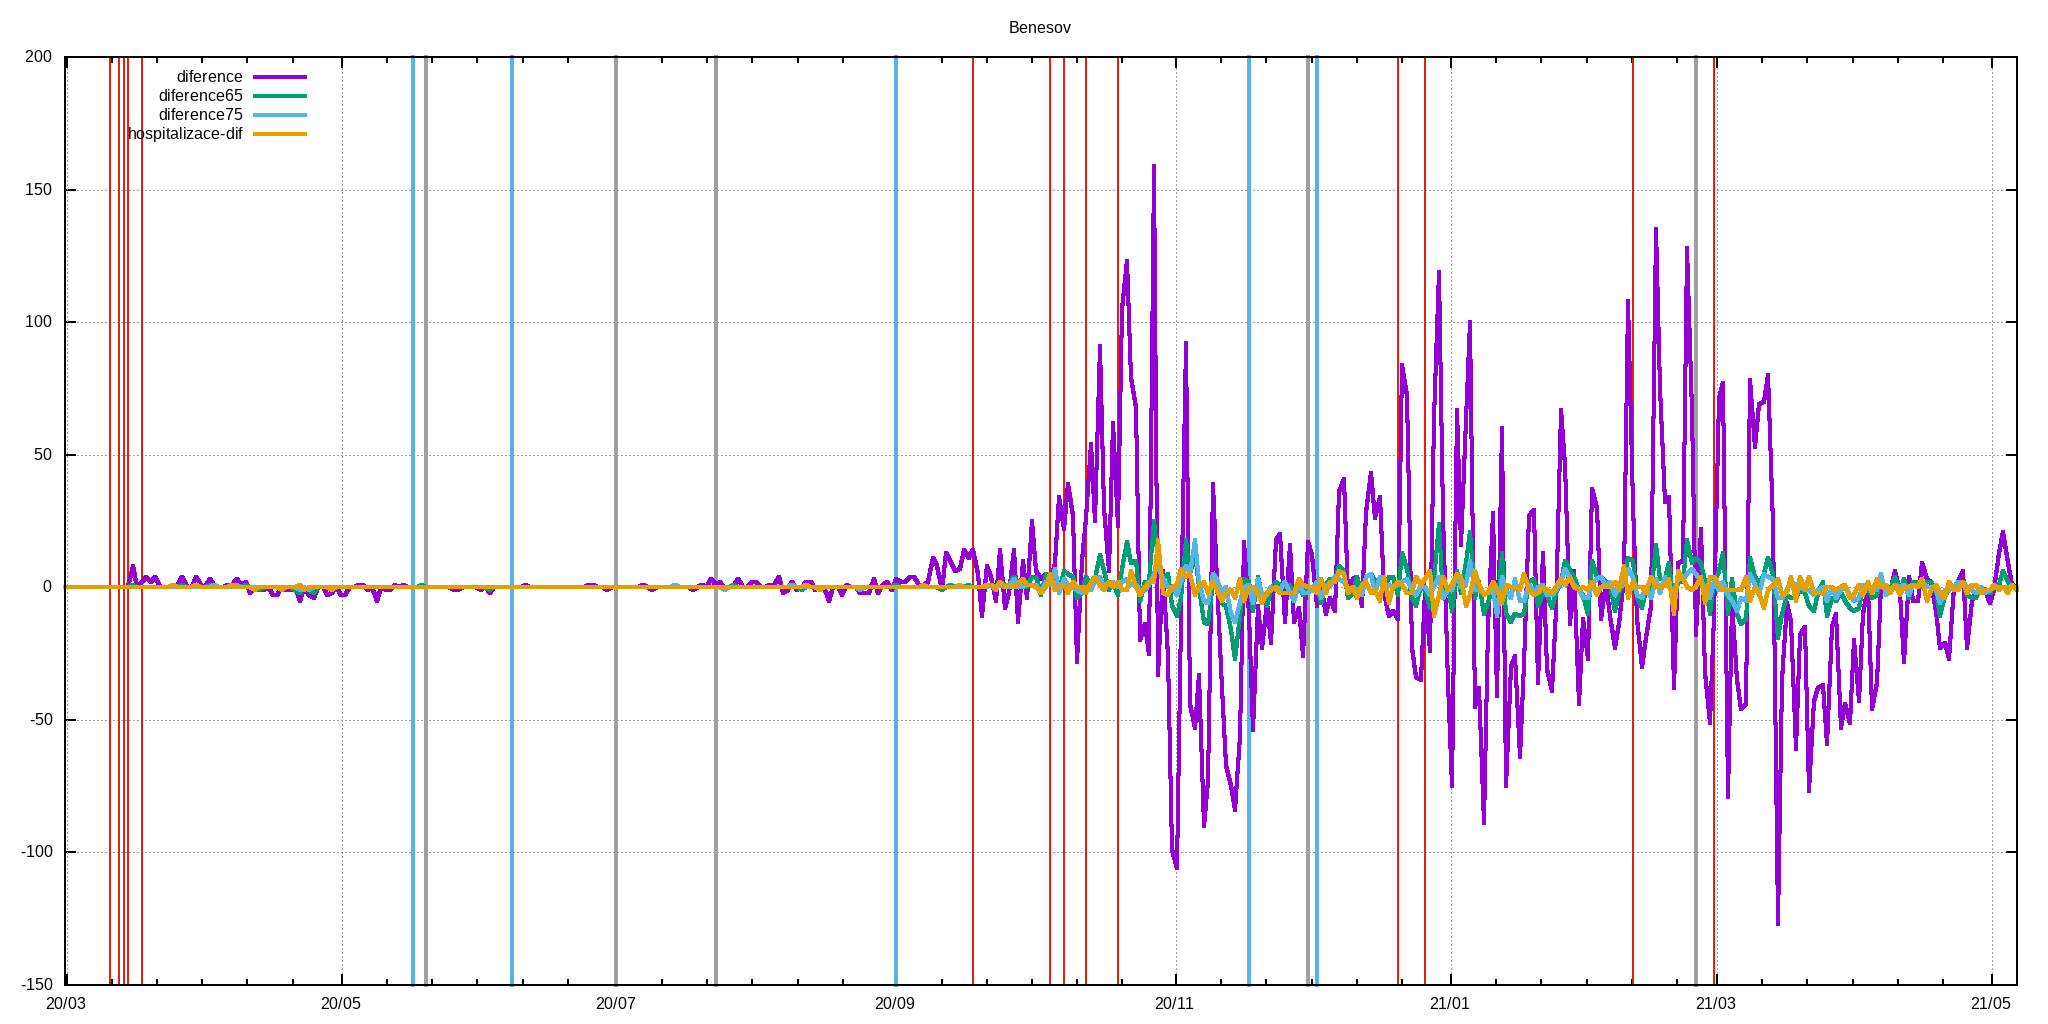 Benesov
200
150
100
50
0
-50
-100
-150
diference
diference65
diference75
hospitalizace-dif
20/03 20/05 20/07 20/09 20/11 21/01 21/03 21/05